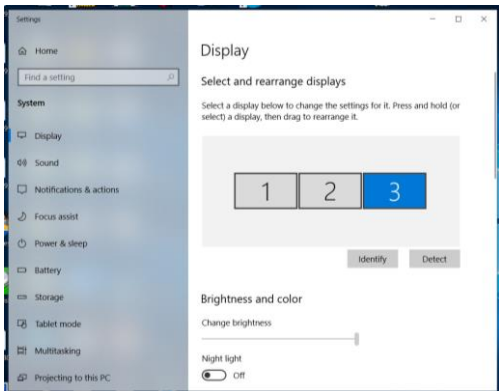 Settings
Home
Find a setting
System
Display
Sound
Notifications & actions
Focus assist
Power & sleep
Battery
Storage
Tablet mode
Multitasking
Projecting to this PC
Display
Select and rearrange displays
Select a display below to change the settings for it. Press and hold (or
select) a display, then drag to rearrange it.
1 2 3
Identify Detect
Brightness and color
Change brightness
Night light
Off